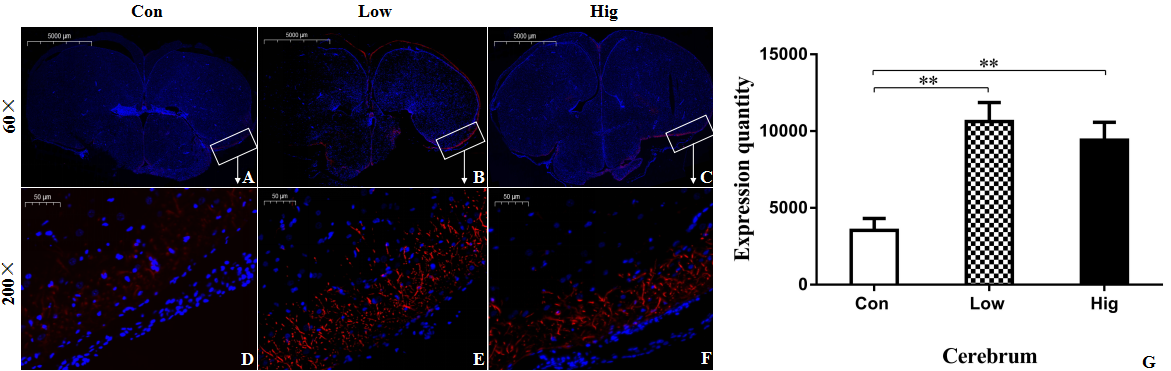 Con Low Hig
60×
5000 μm 5000 μm 5000 μm
A B C
200×
50 μm 50 μm 50 μm
D E F
Expression quantity
15000
10000
5000
0
**
**
Con Low Hig
Cerebrum
G